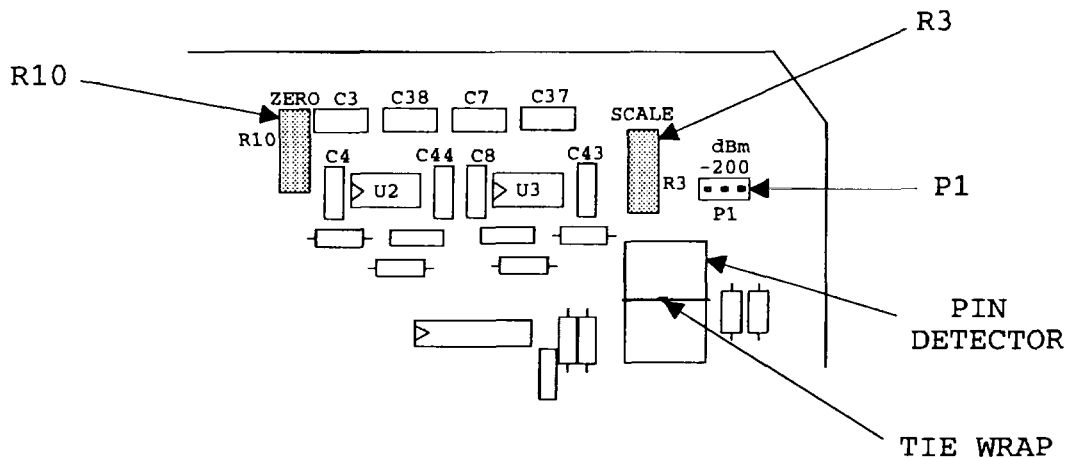 R3
R10
ZERO C3 C38 C7 C37
SCALE
R10
dBm
-200
C4 C44 C8 C43
U2 U3
R3
P1
P1
PIN
DETECTOR
TIE WRAP